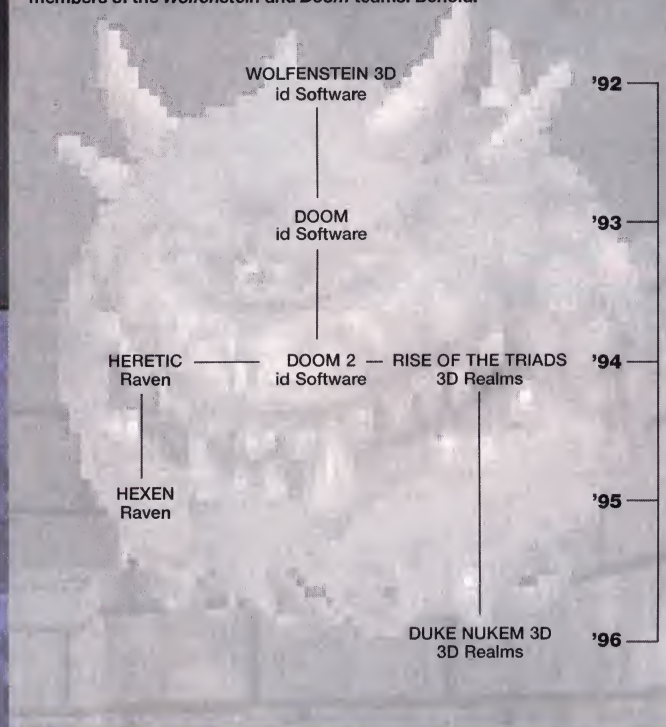 members of the Wolfenstein and Doom teams. Behold:
WOLFENSTEIN 3D
id Software
'92
DOOM
id Software
'93
HERETIC
Raven
DOOM 2
id Software
RISE OF THE TRIADS
3D Realms
'94
HEXEN
Raven
'95
DUKE NUKEM 3D
3D Realms
'96